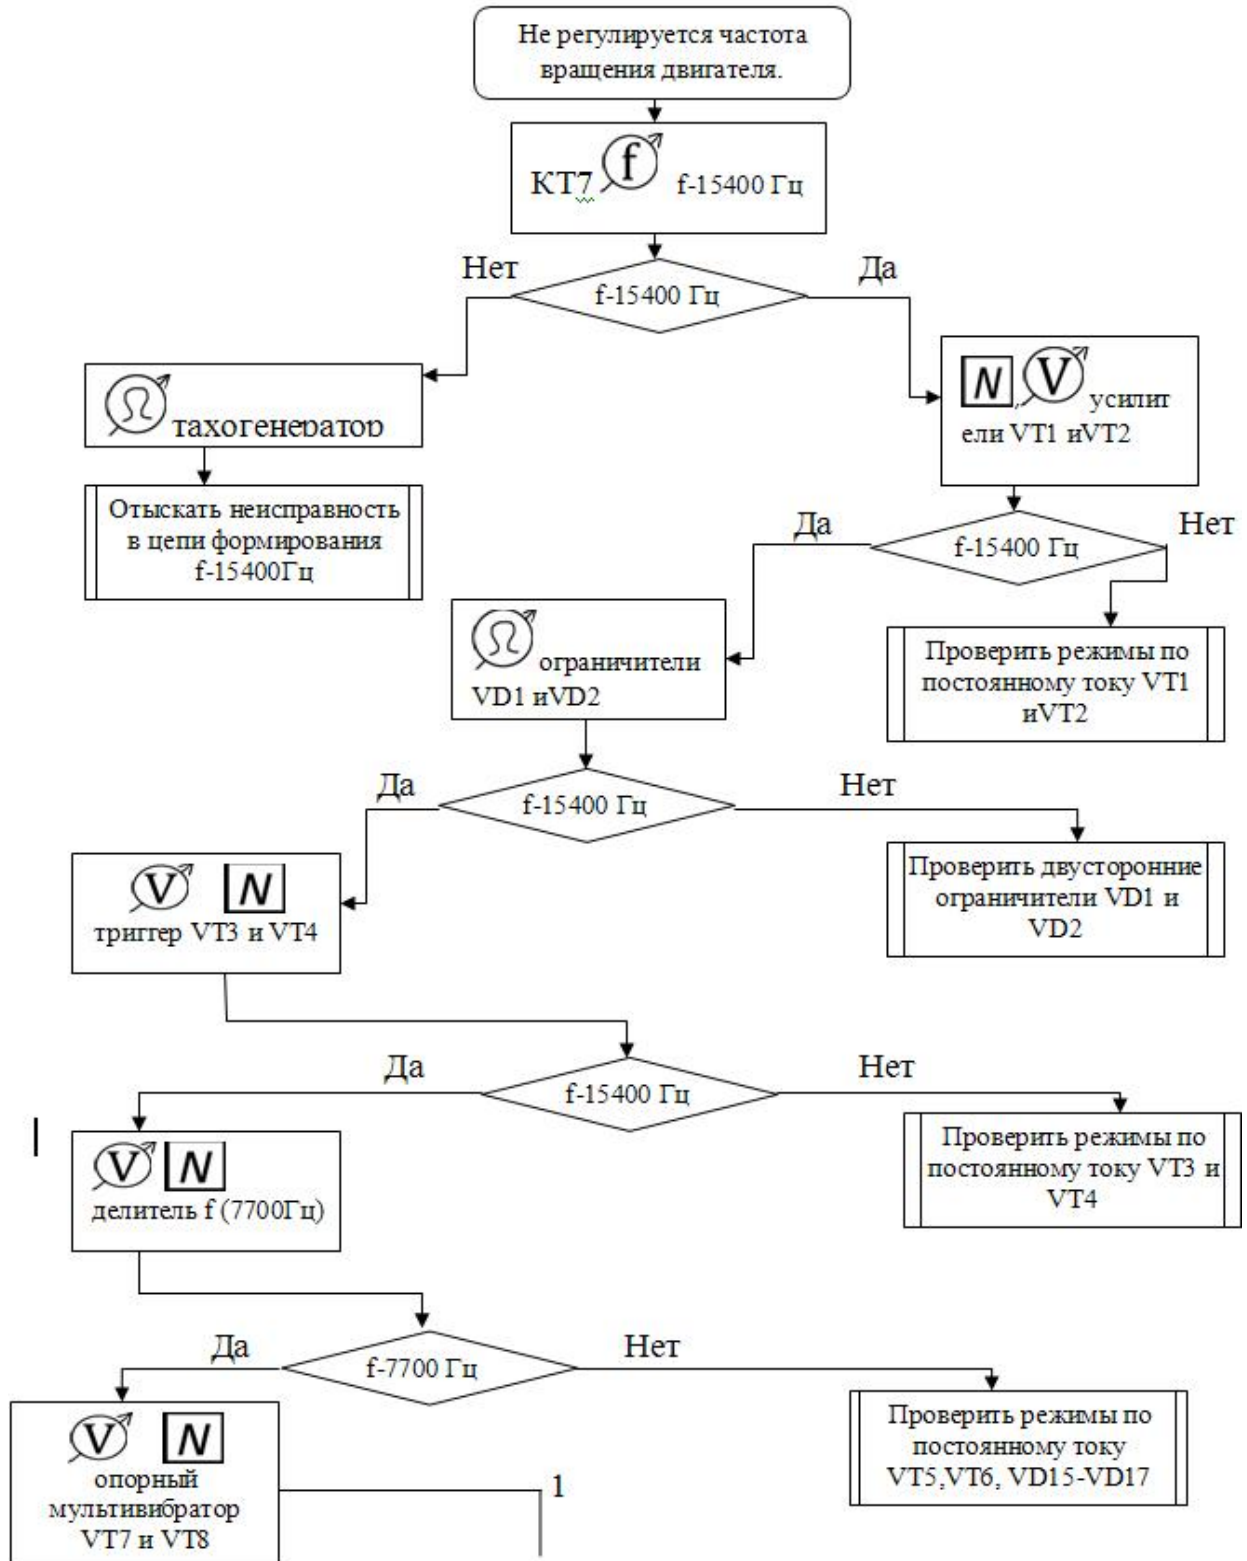 Не регулируется частота
вращения двигателя.
КТ7 f f-15400 Гц
Нет
Да
f-15400 Гц
Ω тахогенератор
N, V усилит
ели VT1 иVT2
Отыскать неисправность
в цепи формирования
f-15400Гц
Да
Нет
f-15400 Гц
Ω ограничители
VD1 иVD2
Проверить режимы по
постоянному току VT1
иVT2
Да
Нет
f-15400 Гц
V N
триггер VT3 и VT4
Проверить двусторонние
ограничители VD1 и
VD2
Да
Нет
f-15400 Гц
V N
делитель f (7700Гц)
Проверить режимы по
постоянному току VT3 и
VT4
Да
Нет
f-7700 Гц
V N
опорный
мультивибратор
VT7 и VT8
1
Проверить режимы по
постоянному току
VT5,VT6, VD15-VD17